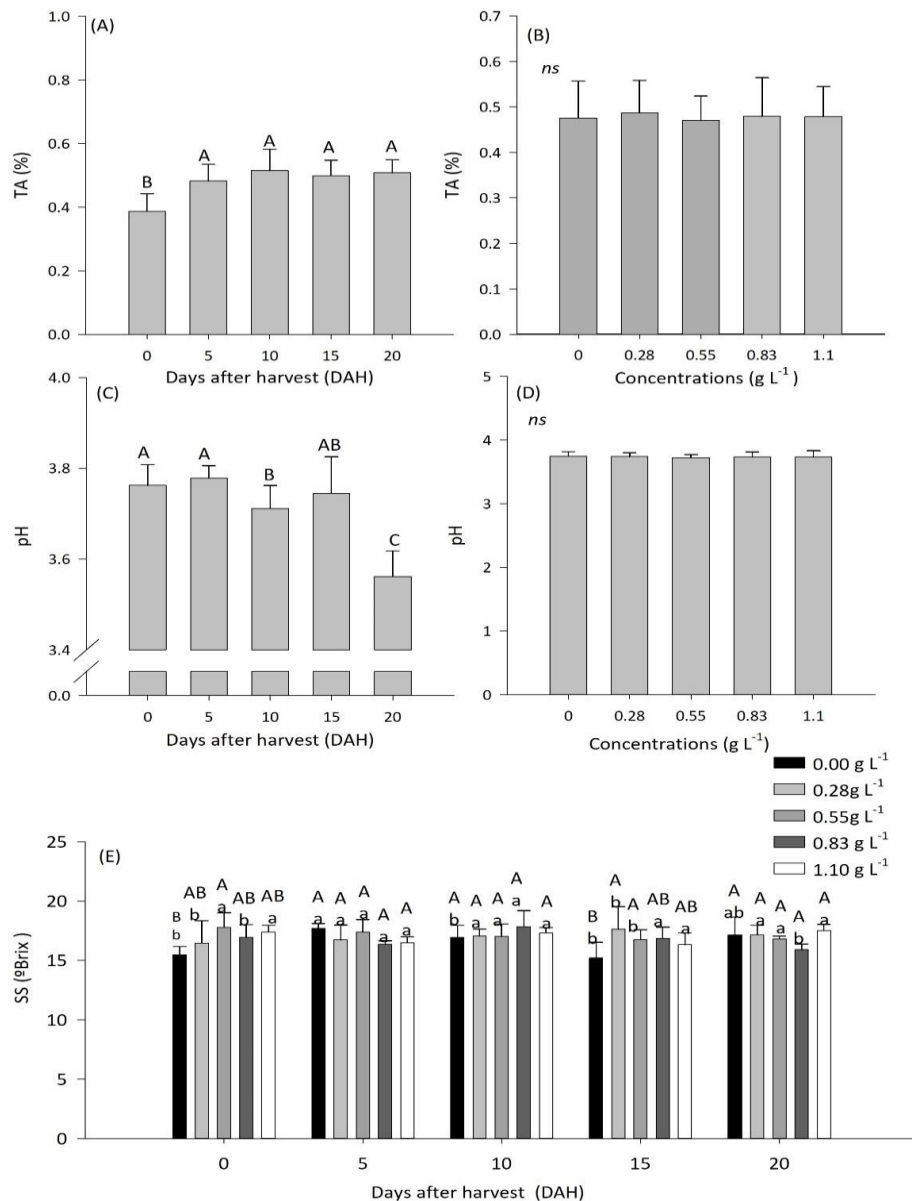 (A)
1.0
0.8
0.6
0.4
0.2
0.0
TA (%)
B A A A A
0 5 10 15 20
Days after harvest (DAH)
(B)
ns
0.7
0.6
0.5
0.4
0.3
0.2
0.1
0.0
TA (%)
0 0.28 0.55 0.83 1.1
Concentrations (g L⁻¹)
(C)
4.0
3.8
3.6
3.4
0.0
pH
A A B AB C
0 5 10 15 20
Days after harvest (DAH)
(D)
ns
5
4
3
2
1
0
pH
0 0.28 0.55 0.83 1.1
Concentrations (g L⁻¹)
0.00 g L⁻¹
0.28g L⁻¹
0.55g L⁻¹
0.83 g L⁻¹
1.10 g L⁻¹
(E)
25
20
15
10
5
0
SS (ºBrix)
B AB A AB AB A A A A A A A A A A B A A AB AB A A A A A
b b a b a a a a a a b a a a a b b b a a ab a a b a
0 5 10 15 20
Days after harvest (DAH)